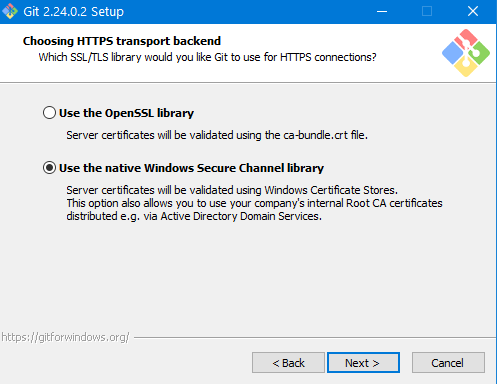 Git 2.24.0.2 Setup
Choosing HTTPS transport backend
Which SSL/TLS library would you like Git to use for HTTPS connections?
Use the OpenSSL library
Server certificates will be validated using the ca-bundle.crt file.
Use the native Windows Secure Channel library
Server certificates will be validated using Windows Certificate Stores.
This option also allows you to use your company's internal Root CA certificates
distributed e.g. via Active Directory Domain Services.
https://gitforwindows.org/
< Back
Next >
Cancel